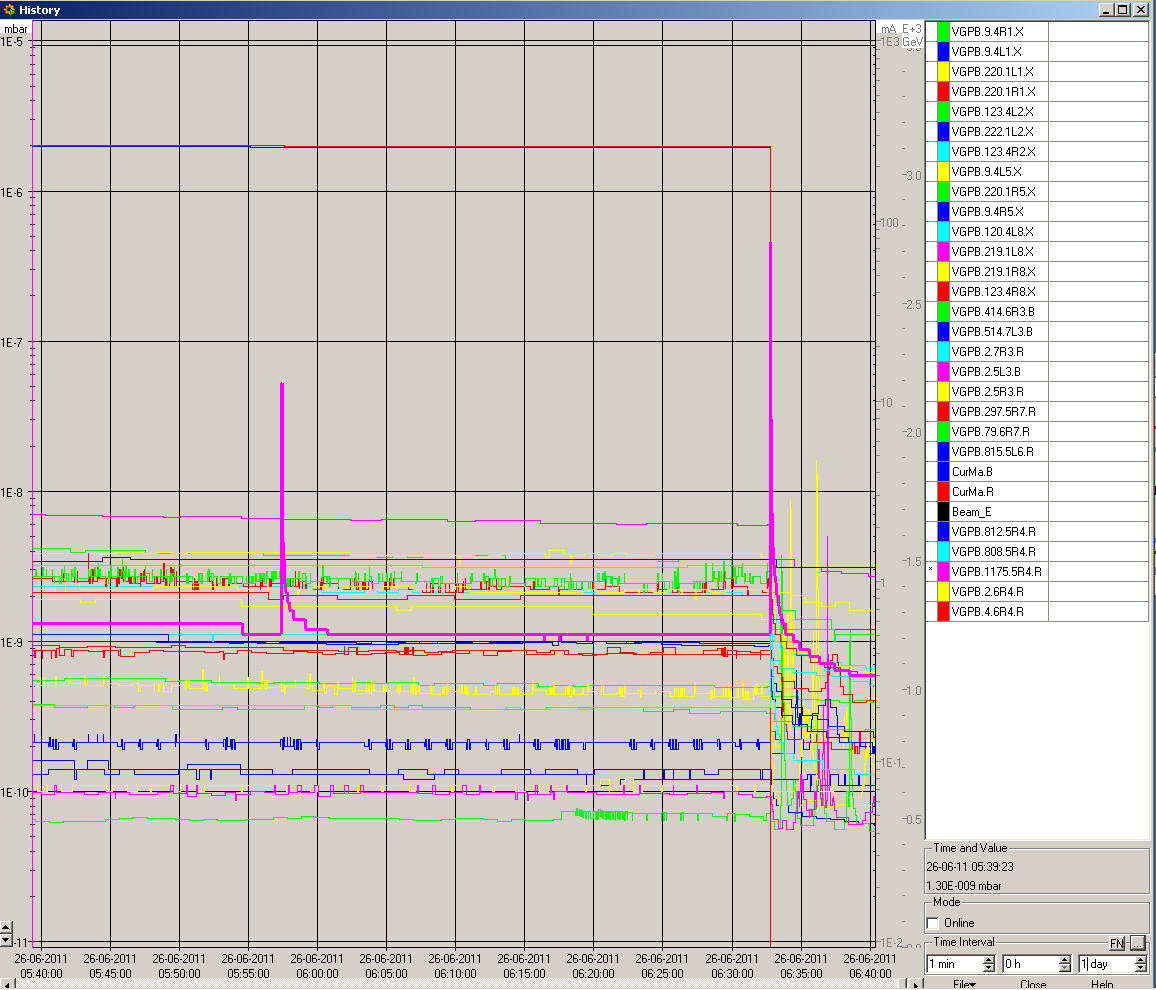 History
mbar
mA_E+3
1E-5
1E3
GeV
1E-6
3.0
100
2.5
1E-7
10
2.0
1E-8
1.5
1
1E-9
1.0
1E-1
1E-10
0.5
1E-11
1E-2
26-06-2011 26-06-2011 26-06-2011 26-06-2011 26-06-2011 26-06-2011 26-06-2011 26-06-2011 26-06-2011 26-06-2011 26-06-2011 26-06-2011 26-06-2011
05:40:00 05:45:00 05:50:00 05:55:00 06:00:00 06:05:00 06:10:00 06:15:00 06:20:00 06:25:00 06:30:00 06:35:00 06:40:00
VGPB.9.4R1.X
VGPB.9.4L1.X
VGPB.220.1L1.X
VGPB.220.1R1.X
VGPB.123.4L2.X
VGPB.222.1L2.X
VGPB.123.4R2.X
VGPB.9.4L5.X
VGPB.220.1R5.X
VGPB.9.4R5.X
VGPB.120.4L8.X
VGPB.219.1L8.X
VGPB.219.1R8.X
VGPB.123.4R8.X
VGPB.414.6R3.B
VGPB.514.7L3.B
VGPB.2.7R3.R
VGPB.2.5L3.B
VGPB.2.5R3.R
VGPB.297.5R7.R
VGPB.79.6R7.R
VGPB.815.5L6.R
CurMa.B
CurMa.R
Beam_E
VGPB.812.5R4.R
VGPB.808.5R4.R
* VGPB.1175.5R4.R
VGPB.2.6R4.R
VGPB.4.6R4.R
Time and Value
26-06-11 05:39:23
1.30E-009 mbar
Mode
Online
Time Interval FN ...
1 min 0 h 1 day
File Close Help